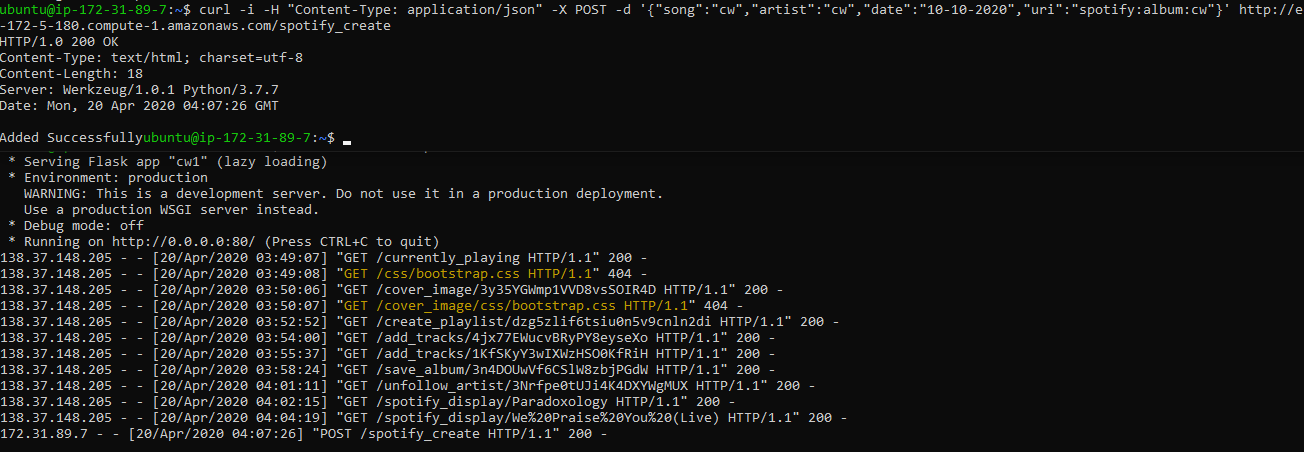 ubuntu@ip-172-31-89-7:~$ curl -i -H "Content-Type: application/json" -X POST -d '{"song":"cw","artist":"cw","date":"10-10-2020","uri":"spotify:album:cw"}' http://e
-172-5-180.compute-1.amazonaws.com/spotify_create
HTTP/1.0 200 OK
Content-Type: text/html; charset=utf-8
Content-Length: 18
Server: Werkzeug/1.0.1 Python/3.7.7
Date: Mon, 20 Apr 2020 04:07:26 GMT
Added Successfullyubuntu@ip-172-31-89-7:~$
* Serving Flask app "cw1" (lazy loading)
* Environment: production
WARNING: This is a development server. Do not use it in a production deployment.
Use a production WSGI server instead.
* Debug mode: off
* Running on http://0.0.0.0:80/ (Press CTRL+C to quit)
138.37.148.205 - - [20/Apr/2020 03:49:07] "GET /currently_playing HTTP/1.1" 200 -
138.37.148.205 - - [20/Apr/2020 03:49:08] "GET /css/bootstrap.css HTTP/1.1" 404 -
138.37.148.205 - - [20/Apr/2020 03:50:06] "GET /cover_image/3y35YGWmp1VVD8vsSOIR4D HTTP/1.1" 200 -
138.37.148.205 - - [20/Apr/2020 03:50:07] "GET /cover_image/css/bootstrap.css HTTP/1.1" 404 -
138.37.148.205 - - [20/Apr/2020 03:52:52] "GET /create_playlist/dzg5zlif6tsiu0n5v9cnln2di HTTP/1.1" 200 -
138.37.148.205 - - [20/Apr/2020 03:54:00] "GET /add_tracks/4jx77EWucvBRyPY8eyseXo HTTP/1.1" 200 -
138.37.148.205 - - [20/Apr/2020 03:55:37] "GET /add_tracks/1KfSKyY3wIXWzHSO0KfRiH HTTP/1.1" 200 -
138.37.148.205 - - [20/Apr/2020 03:58:24] "GET /save_album/3n4DOUwVf6CSlW8zbjPGdW HTTP/1.1" 200 -
138.37.148.205 - - [20/Apr/2020 04:01:11] "GET /unfollow_artist/3Nrfpe0tUJi4K4DXYWgMUX HTTP/1.1" 200 -
138.37.148.205 - - [20/Apr/2020 04:02:15] "GET /spotify_display/Paradoxology HTTP/1.1" 200 -
138.37.148.205 - - [20/Apr/2020 04:04:19] "GET /spotify_display/We%20Praise%20You%20(Live) HTTP/1.1" 200 -
172.31.89.7 - - [20/Apr/2020 04:07:26] "POST /spotify_create HTTP/1.1" 200 -